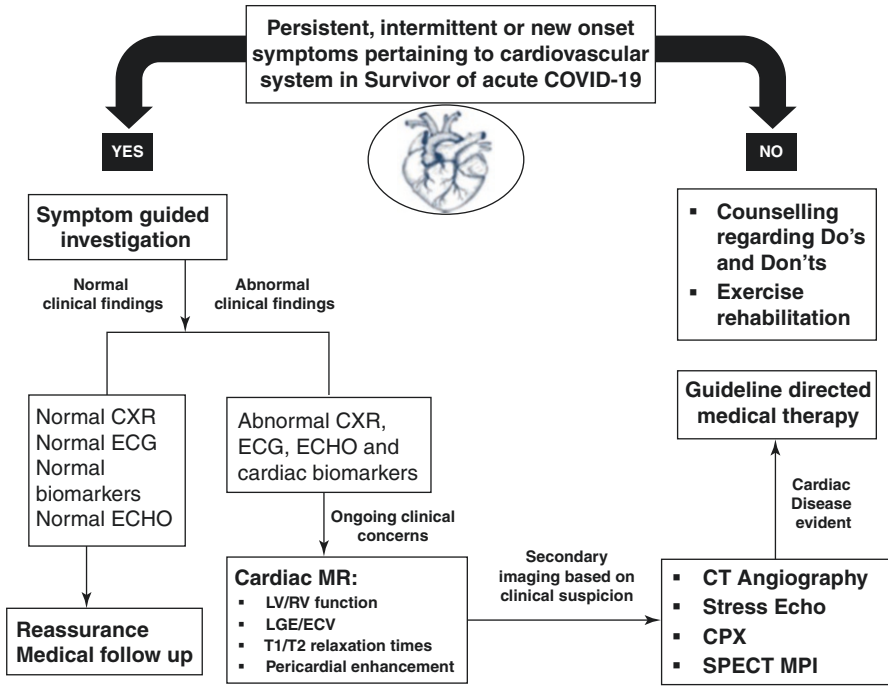 Persistent, intermittent or new onset
symptoms pertaining to cardiovascular
system in Survivor of acute COVID-19
YES
NO
Symptom guided
investigation
▪ Counselling
regarding Do's
and Don'ts
▪ Exercise
rehabilitation
Normal
clinical findings
Abnormal
clinical findings
Normal CXR
Normal ECG
Normal
biomarkers
Normal ECHO
Abnormal CXR,
ECG, ECHO and
cardiac biomarkers
Guideline directed
medical therapy
Cardiac
Disease
evident
Ongoing clinical
concerns
Reassurance
Medical follow up
Cardiac MR:
▪ LV/RV function
▪ LGE/ECV
▪ T1/T2 relaxation times
▪ Pericardial enhancement
Secondary
imaging based on
clinical suspicion
▪ CT Angiography
▪ Stress Echo
▪ CPX
▪ SPECT MPI